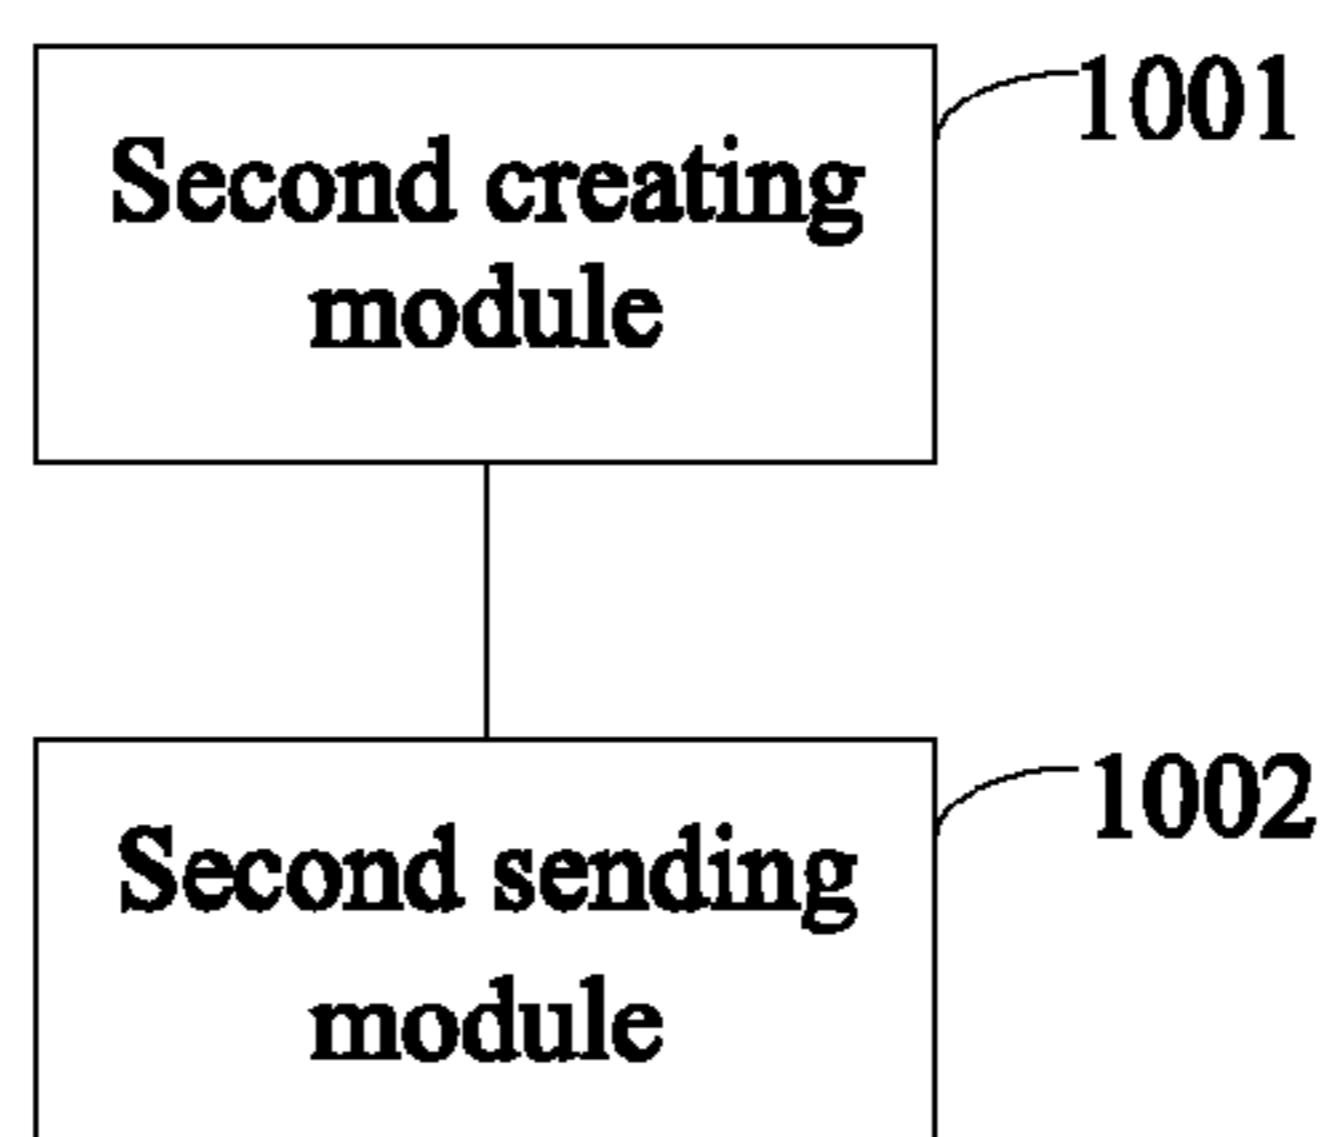 Second creating
module
1001
Second sending
module
1002